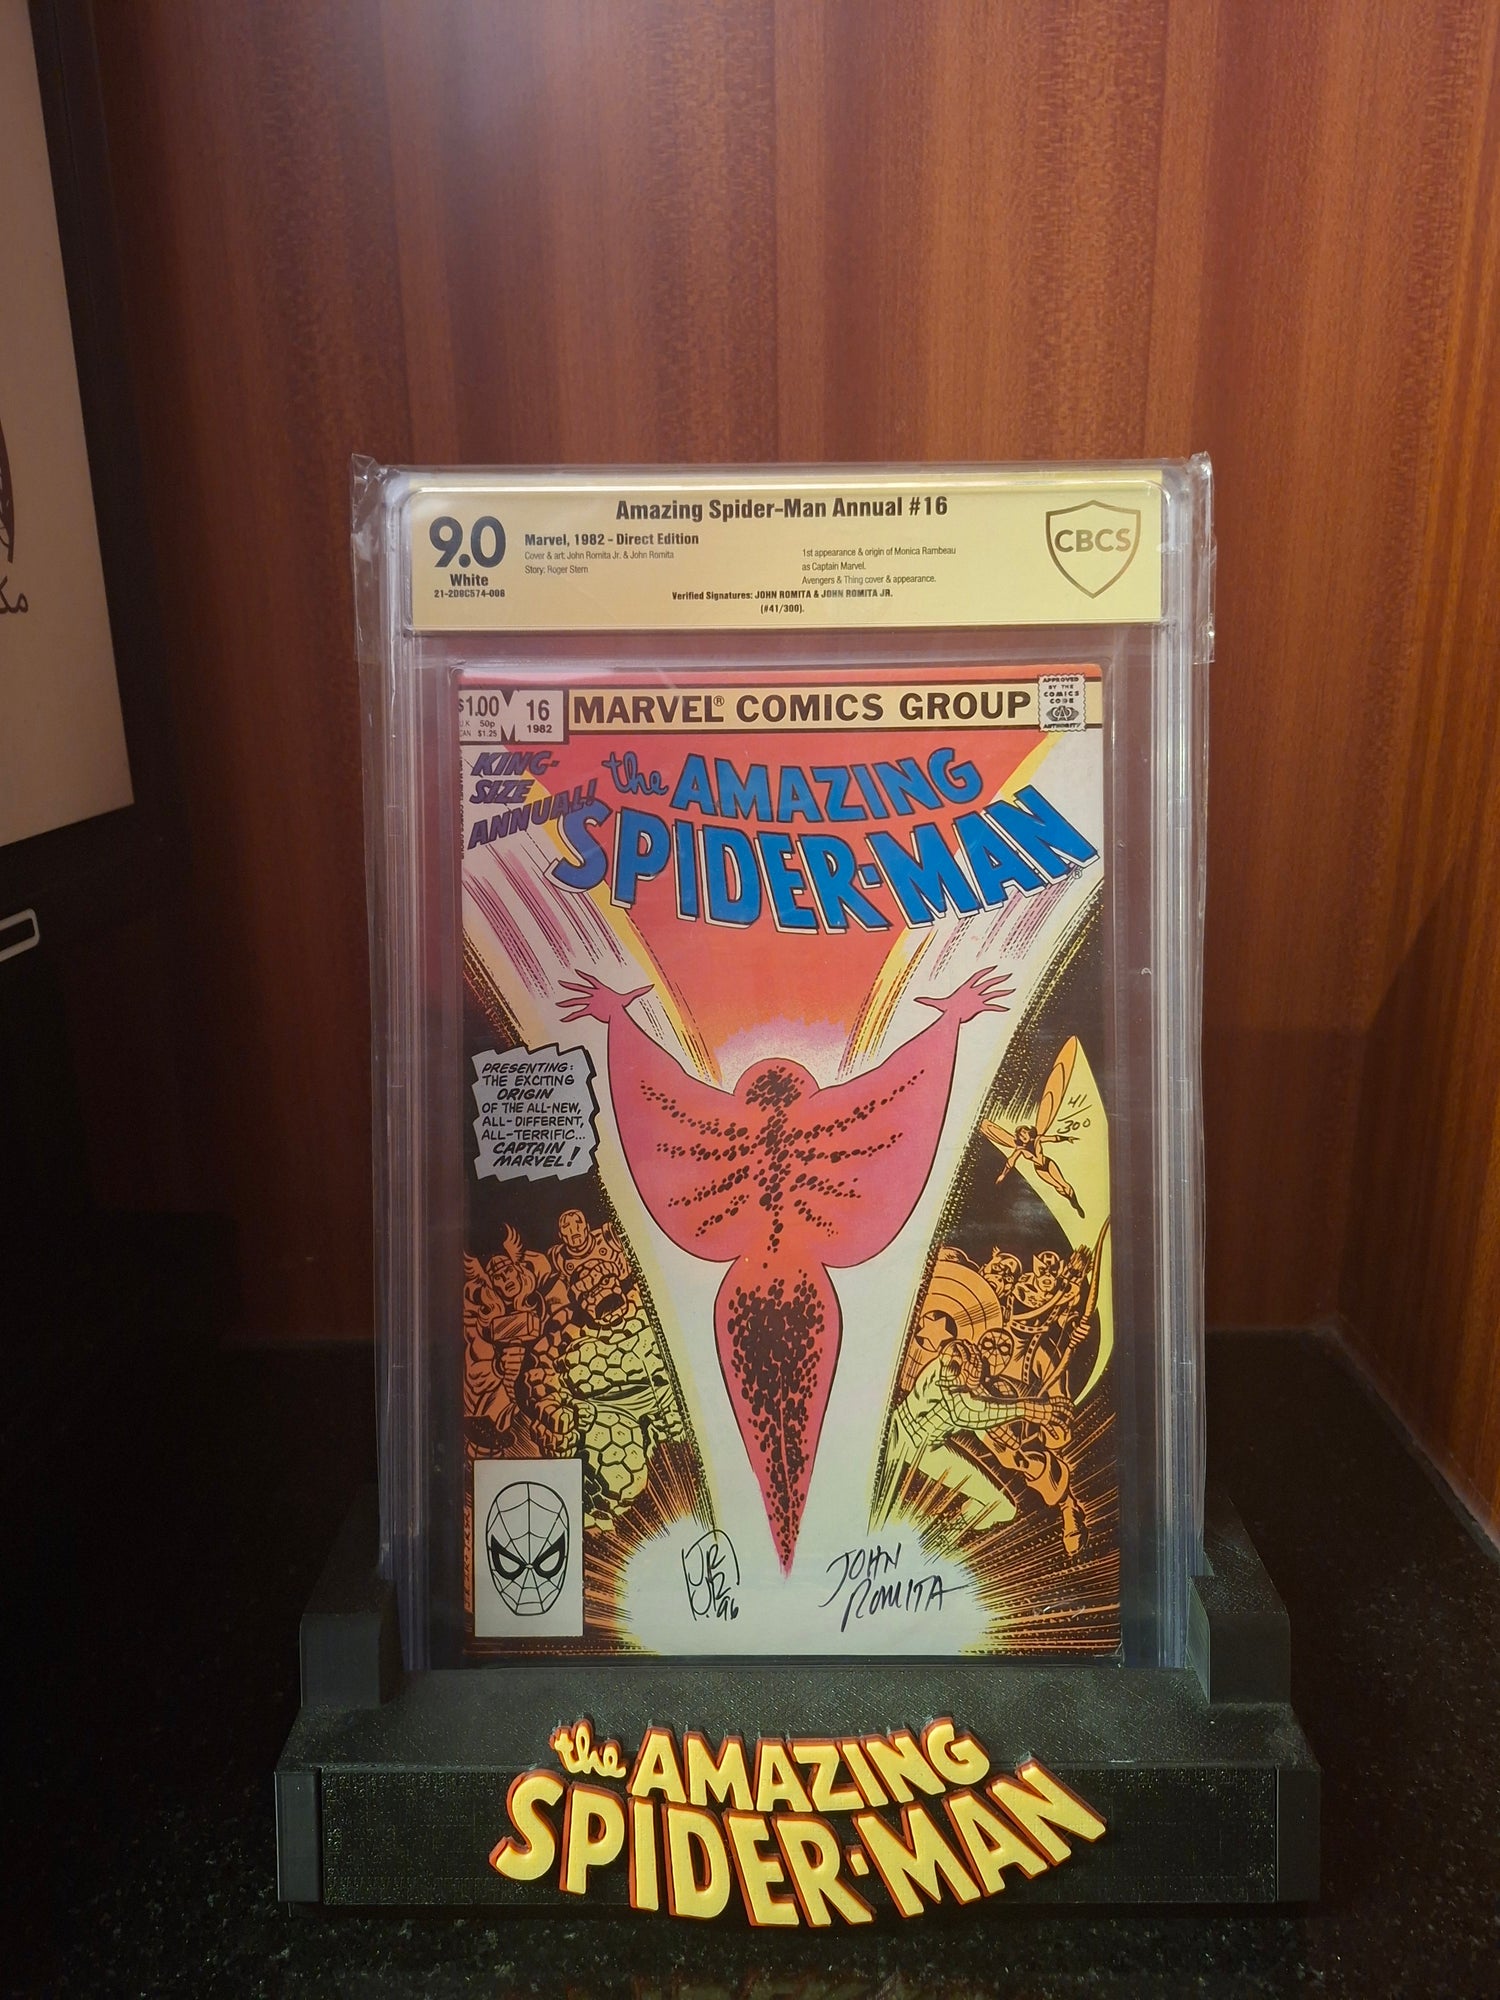 Amazing Spider-Man Annual #16
9.0
White
21-2D8C574-008
Marvel, 1982 - Direct Edition
Cover & art: John Romita Jr. & John Romita
Story: Roger Stern
1st appearance & origin of Monica Rambeau
as Captain Marvel.
Avengers & Thing cover & appearance.
Verified Signatures: JOHN ROMITA & JOHN ROMITA JR.
(#41/300).
CBCS
$1.00
U.K 50p
CAN $1.25
M
16
1982
MARVEL® COMICS GROUP
APPROVED
BY THE
COMICS
CODE
AUTHORITY
KING-
SIZE
ANNUAL!
the AMAZING
SPIDER-MAN®
PRESENTING:
THE EXCITING
ORIGIN
OF THE ALL-NEW,
ALL-DIFFERENT,
ALL-TERRIFIC...
CAPTAIN
MARVEL!
41
300
96
JOHN
ROMITA
the AMAZING
SPIDER-MAN